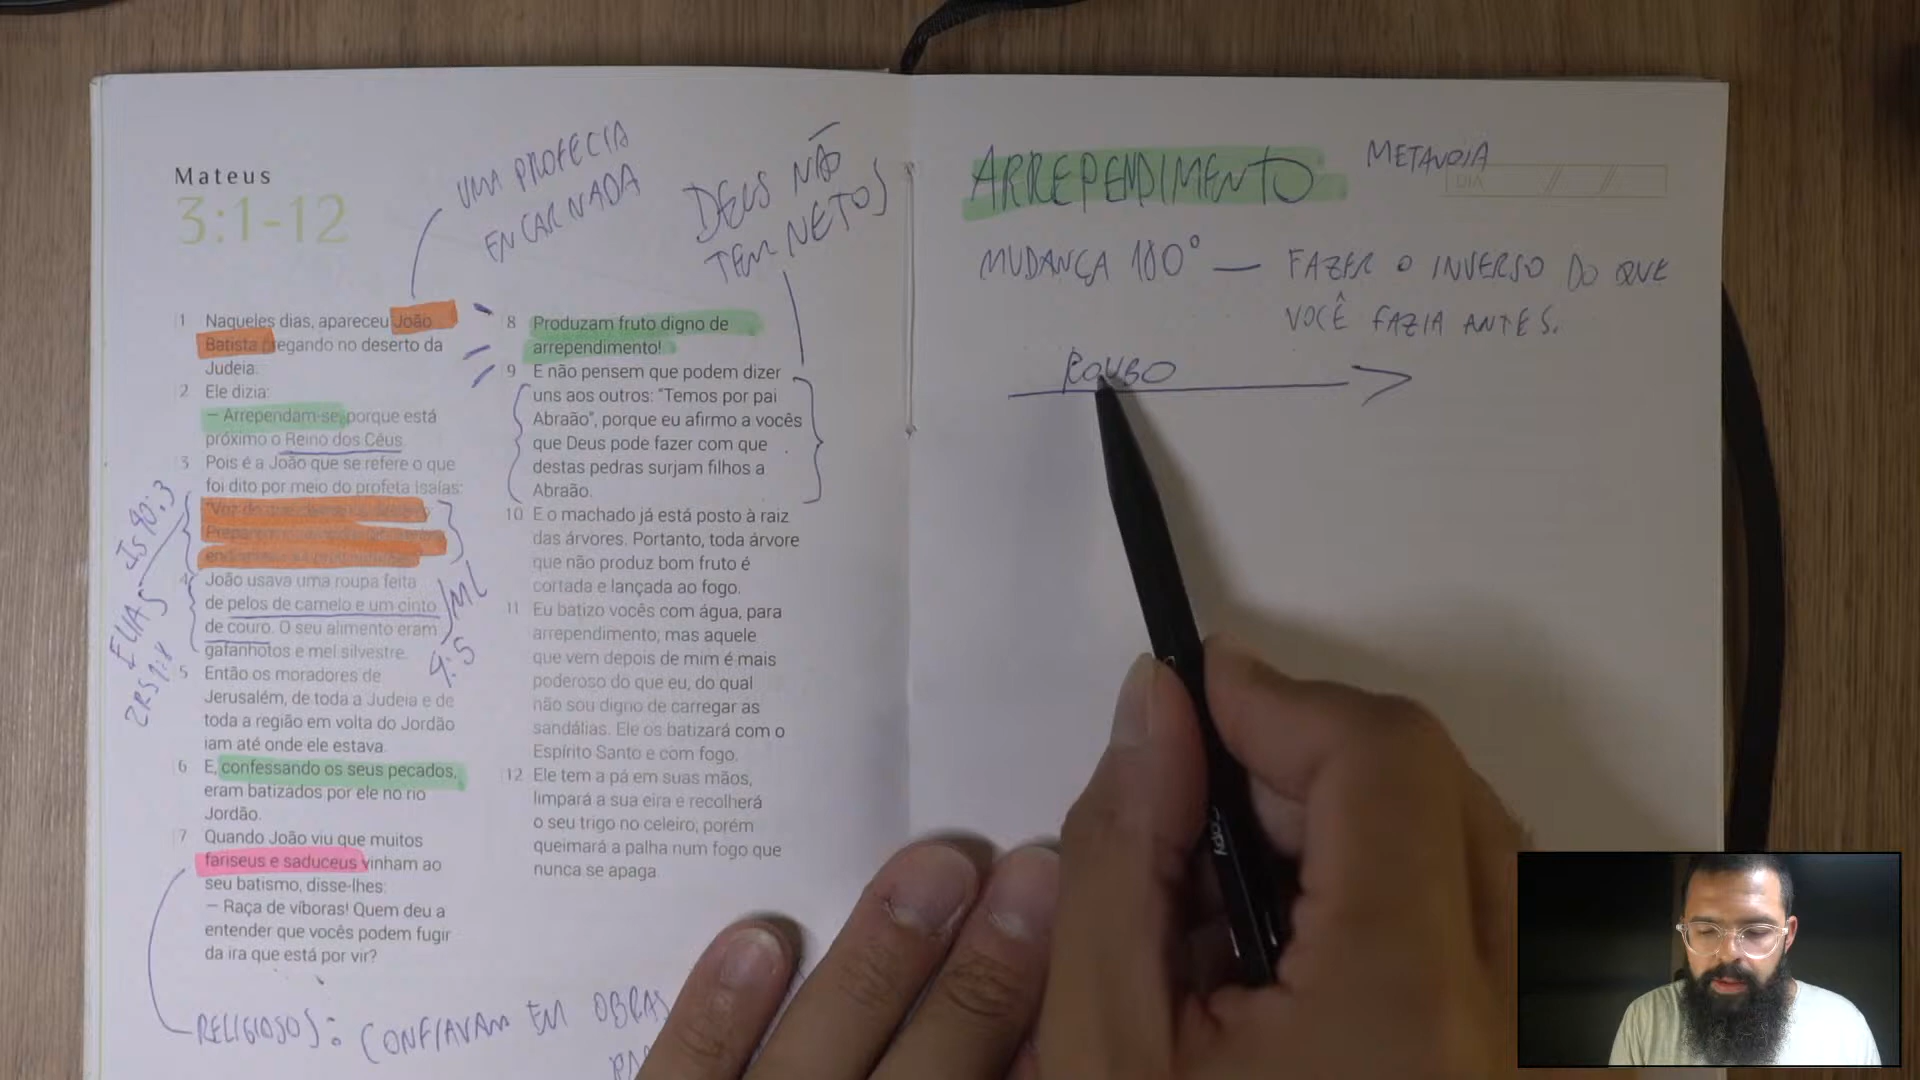 Mateus
3:1-12
UMA PROFECIA
ENCARNADA
DEUS NÃO
TEM NETOS
1 Naqueles dias, apareceu João
Batista pregando no deserto da
Judeia.
2 Ele dizia:
– Arrependam-se, porque está
próximo o Reino dos Céus.
3 Pois é a João que se refere o que
foi dito por meio do profeta Isaías:
"Voz do que clama no deserto:
4 João usava uma roupa feita
de pelos de camelo e um cinto
de couro. O seu alimento eram
gafanhotos e mel silvestre.
5 Então os moradores de
Jerusalém, de toda a Judeia e de
toda a região em volta do Jordão
iam até onde ele estava.
6 E, confessando os seus pecados,
eram batizados por ele no rio
Jordão.
7 Quando João viu que muitos
fariseus e saduceus vinham ao
seu batismo, disse-lhes:
– Raça de víboras! Quem deu a
entender que vocês podem fugir
da ira que está por vir?
Is 40:3
ELIAS
2RS 1:8
ML
4:5
RELIGIOSOS: CONFIAVAM EM OBRAS
8 Produzam fruto digno de
arrependimento!
9 E não pensem que podem dizer
uns aos outros: "Temos por pai
Abraão", porque eu afirmo a vocês
que Deus pode fazer com que
destas pedras surjam filhos a
Abraão.
10 E o machado já está posto à raiz
das árvores. Portanto, toda árvore
que não produz bom fruto é
cortada e lançada ao fogo.
11 Eu batizo vocês com água, para
arrependimento; mas aquele
que vem depois de mim é mais
poderoso do que eu, do qual
não sou digno de carregar as
sandálias. Ele os batizará com o
Espírito Santo e com fogo.
12 Ele tem a pá em suas mãos,
limpará a sua eira e recolherá
o seu trigo no celeiro; porém
queimará a palha num fogo que
nunca se apaga.
ARREPENDIMENTO METANOIA
DIA / /
MUDANÇA 180° — FAZER O INVERSO DO QUE
VOCÊ FAZIA ANTES.
ROUBO